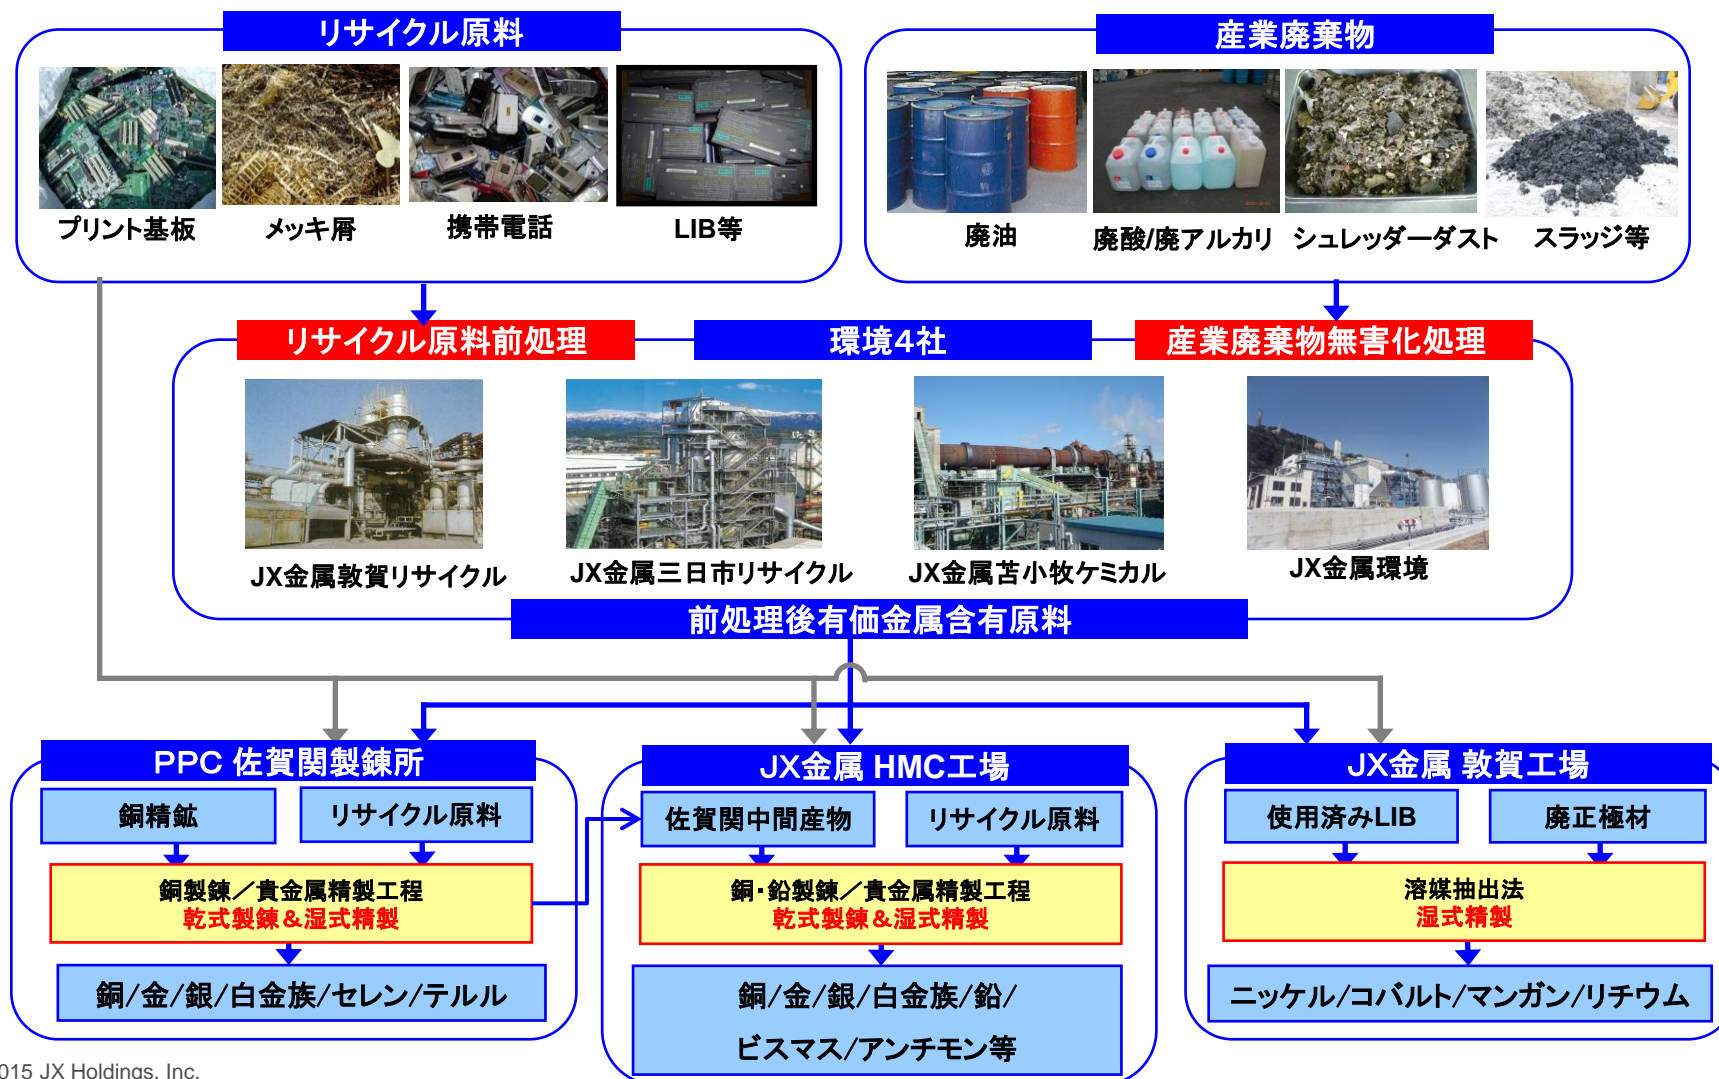 リサイクル原料
産業廃棄物
プリント基板
メッキ屑
携帯電話
LIB等
廃油
廃酸/廃アルカリ
シュレッダーダスト
スラッジ等
リサイクル原料前処理
環境4社
産業廃棄物無害化処理
JX金属敦賀リサイクル
JX金属三日市リサイクル
JX金属苫小牧ケミカル
JX金属環境
前処理後有価金属含有原料
PPC 佐賀関製錬所
銅精鉱
リサイクル原料
銅製錬／貴金属精製工程
乾式製錬&湿式精製
銅/金/銀/白金族/セレン/テルル
JX金属 HMC工場
佐賀関中間産物
リサイクル原料
銅・鉛製錬／貴金属精製工程
乾式製錬&湿式精製
銅/金/銀/白金族/鉛/
ビスマス/アンチモン等
JX金属 敦賀工場
使用済みLIB
廃正極材
溶媒抽出法
湿式精製
ニッケル/コバルト/マンガン/リチウム
015 JX Holdings, Inc.